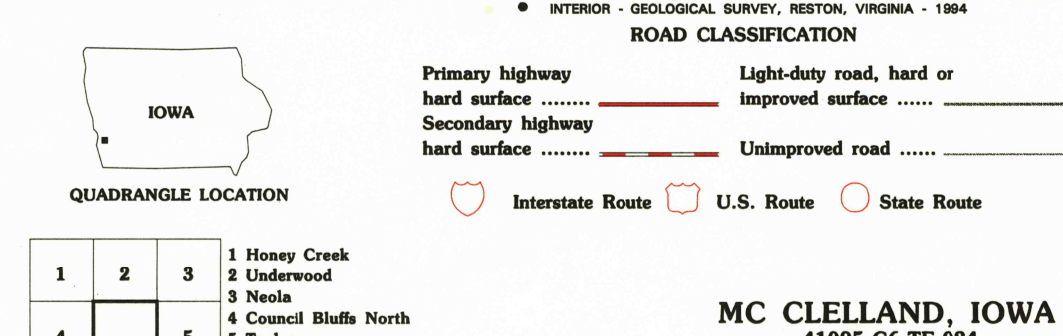 INTERIOR - GEOLOGICAL SURVEY, RESTON, VIRGINIA - 1994
ROAD CLASSIFICATION
Primary highway
hard surface ........
Light-duty road, hard or
improved surface ......
Secondary highway
hard surface ........
Unimproved road ......
Interstate Route
U.S. Route
State Route
IOWA
QUADRANGLE LOCATION
1 2 3
4 5
1 Honey Creek
2 Underwood
3 Neola
4 Council Bluffs North
MC CLELLAND, IOWA